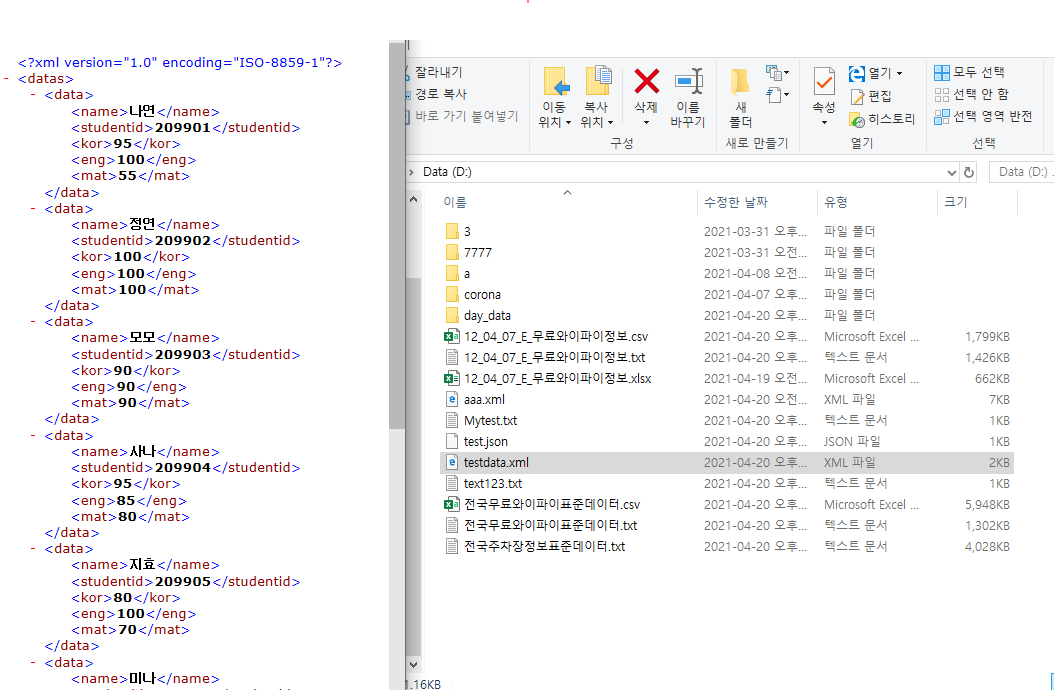 <?xml version="1.0" encoding="ISO-8859-1"?>
- <datas>
- <data>
<name>나연</name>
<studentid>209901</studentid>
<kor>95</kor>
<eng>100</eng>
<mat>55</mat>
</data>
- <data>
<name>정연</name>
<studentid>209902</studentid>
<kor>100</kor>
<eng>100</eng>
<mat>100</mat>
</data>
- <data>
<name>모모</name>
<studentid>209903</studentid>
<kor>90</kor>
<eng>90</eng>
<mat>90</mat>
</data>
- <data>
<name>사나</name>
<studentid>209904</studentid>
<kor>95</kor>
<eng>85</eng>
<mat>80</mat>
</data>
- <data>
<name>지효</name>
<studentid>209905</studentid>
<kor>80</kor>
<eng>100</eng>
<mat>70</mat>
</data>
- <data>
<name>미나</name>
잘라내기
경로 복사
바로 가기 붙여넣기
이동 위치
복사 위치
삭제
이름 바꾸기
구성
새 폴더
새로 만들기
속성
열기
편집
히스토리
열기
모두 선택
선택 안 함
선택 영역 반전
선택
Data (D:)
Data (D:) .
이름 수정한 날짜 유형 크기
3 2021-03-31 오후... 파일 폴더
7777 2021-03-31 오전... 파일 폴더
a 2021-04-08 오전... 파일 폴더
corona 2021-04-07 오후... 파일 폴더
day_data 2021-04-20 오후... 파일 폴더
12_04_07_E_무료와이파이정보.csv 2021-04-20 오후... Microsoft Excel ... 1,799KB
12_04_07_E_무료와이파이정보.txt 2021-04-20 오후... 텍스트 문서 1,426KB
12_04_07_E_무료와이파이정보.xlsx 2021-04-19 오전... Microsoft Excel ... 662KB
aaa.xml 2021-04-20 오전... XML 파일 7KB
Mytest.txt 2021-04-20 오후... 텍스트 문서 1KB
test.json 2021-04-20 오후... JSON 파일 1KB
testdata.xml 2021-04-20 오후... XML 파일 2KB
text123.txt 2021-04-20 오후... 텍스트 문서 1KB
전국무료와이파이표준데이터.csv 2021-04-20 오후... Microsoft Excel ... 5,948KB
전국무료와이파이표준데이터.txt 2021-04-20 오후... 텍스트 문서 1,302KB
전국주차장정보표준데이터.txt 2021-04-20 오후... 텍스트 문서 4,028KB
1.16KB